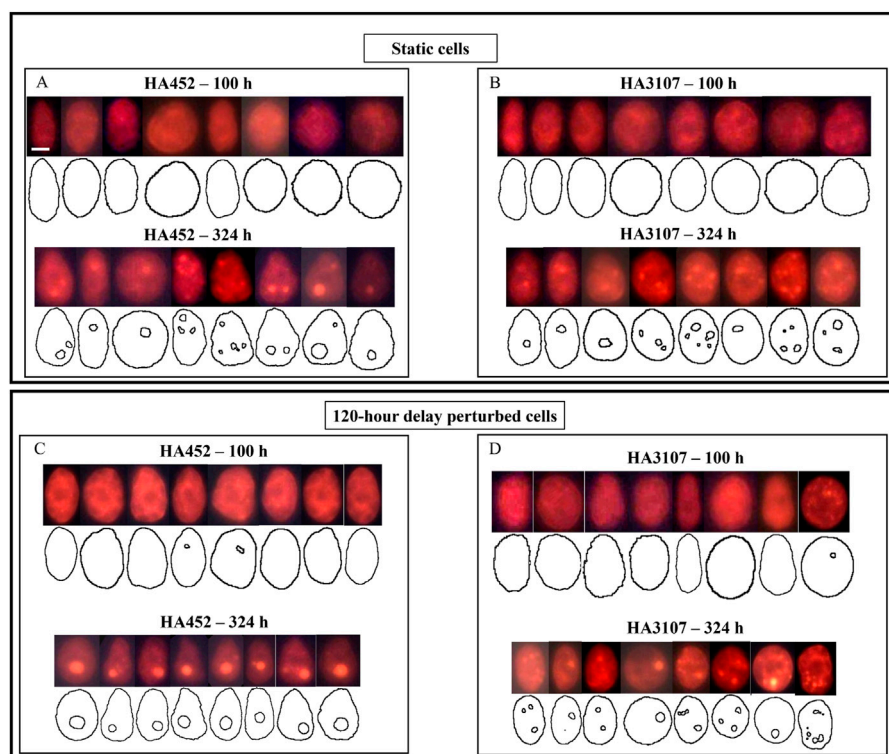 Static cells
A
HA452 – 100 h
HA452 – 324 h
B
HA3107 – 100 h
HA3107 – 324 h
120-hour delay perturbed cells
C
HA452 – 100 h
HA452 – 324 h
D
HA3107 – 100 h
HA3107 – 324 h